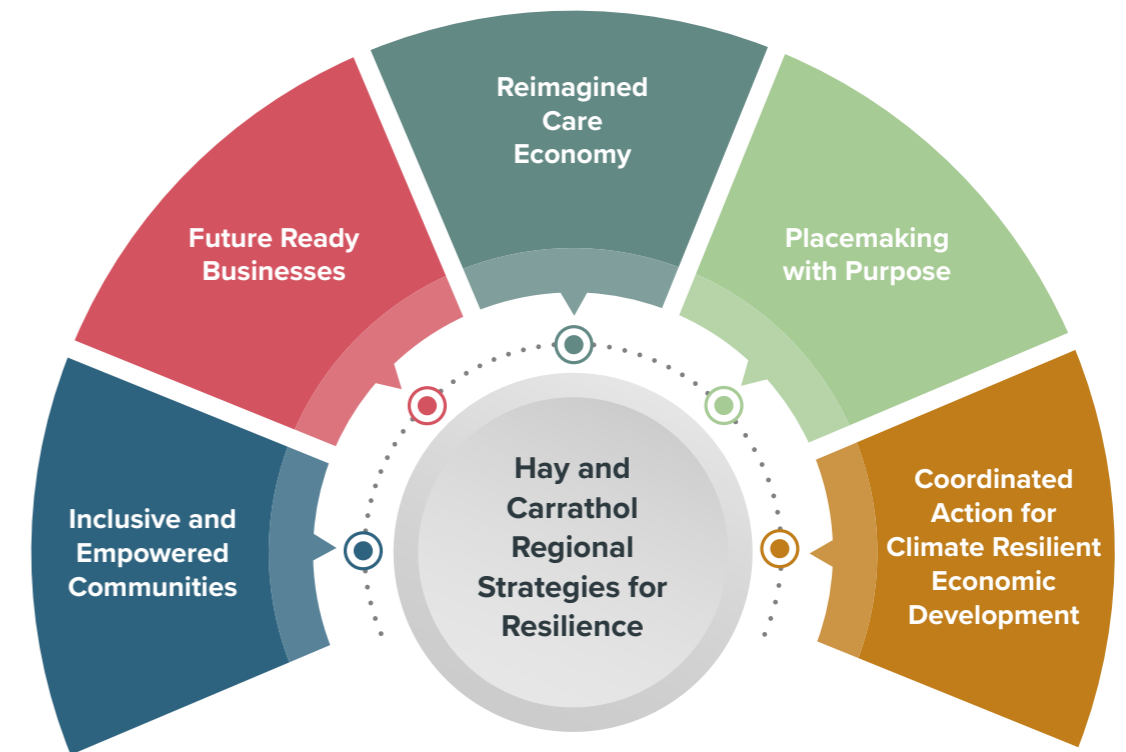 Reimagined
Care
Economy
Future Ready
Businesses
Placemaking
with Purpose
Inclusive and
Empowered
Communities
Hay and
Carrathol
Regional
Strategies for
Resilience
Coordinated
Action for
Climate Resilient
Economic
Development